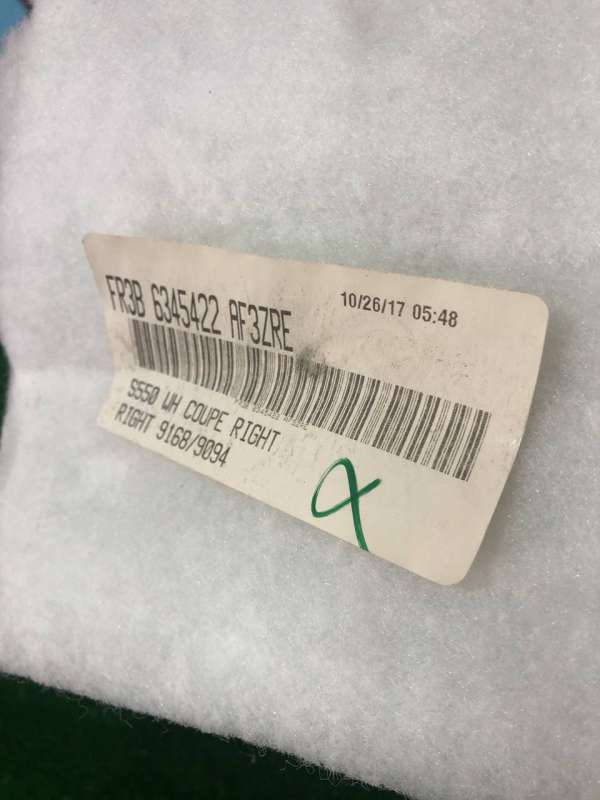 FR3B 6345422 AF3ZRE
10/26/17 05:48
S550 WH COUPE RIGHT
RIGHT 9168/9094